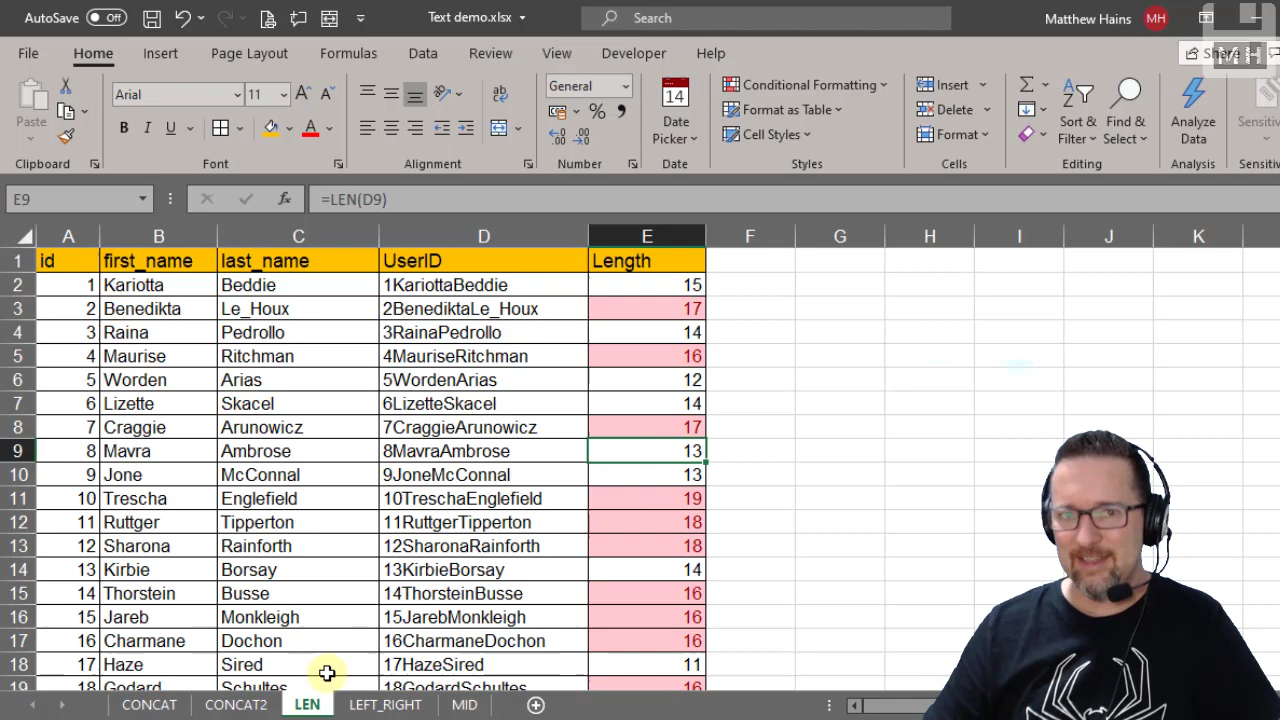 AutoSave Off Text demo.xlsx Search Matthew Hains MH
File Home Insert Page Layout Formulas Data Review View Developer Help Share
Paste Arial 11 General Date Picker Conditional Formatting Format as Table Cell Styles Insert Delete Format Sort & Filter Find & Select Analyze Data
Clipboard Font Alignment Number Date Styles Cells Editing Analysis
E9 =LEN(D9)
A B C D E F G H I J K
1 id first_name last_name UserID Length
2 1 Kariotta Beddie 1KariottaBeddie 15
3 2 Benedikta Le_Houx 2BenediktaLe_Houx 17
4 3 Raina Pedrollo 3RainaPedrollo 14
5 4 Maurise Ritchman 4MauriseRitchman 16
6 5 Worden Arias 5WordenArias 12
7 6 Lizette Skacel 6LizetteSkacel 14
8 7 Craggie Arunowicz 7CraggieArunowicz 17
9 8 Mavra Ambrose 8MavraAmbrose 13
10 9 Jone McConnal 9JoneMcConnal 13
11 10 Trescha Englefield 10TreschaEnglefield 19
12 11 Ruttger Tipperton 11RuttgerTipperton 18
13 12 Sharona Rainforth 12SharonaRainforth 18
14 13 Kirbie Borsay 13KirbieBorsay 14
15 14 Thorstein Busse 14ThorsteinBusse 16
16 15 Jareb Monkleigh 15JarebMonkleigh 16
17 16 Charmane Dochon 16CharmaneDochon 16
18 17 Haze Sired 17HazeSired 11
19 18 Godard Schultes 18GodardSchultes 16
CONCAT CONCAT2 LEN LEFT_RIGHT MID